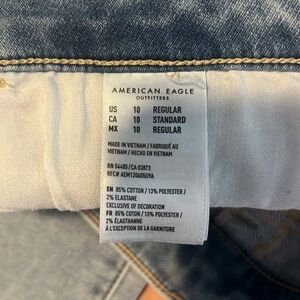 AMERICAN EAGLE
OUTFITTERS
US 10 REGULAR
CA 10 STANDARD
MX 10 REGULAR
MADE IN VIETNAM / FABRIQUÉ AU
VIETNAM / HECHO EN VIETNAM
RN 54485/CA 03873
RFC# AEM120605U9A
EN 85% COTTON / 13% POLYESTER /
2% ELASTANE
EXCLUSIVE OF DECORATION
FR 85% COTON / 13% POLYESTER /
2% ÉLASTHANNE
À L'EXCEPTION DE LA GARNITURE